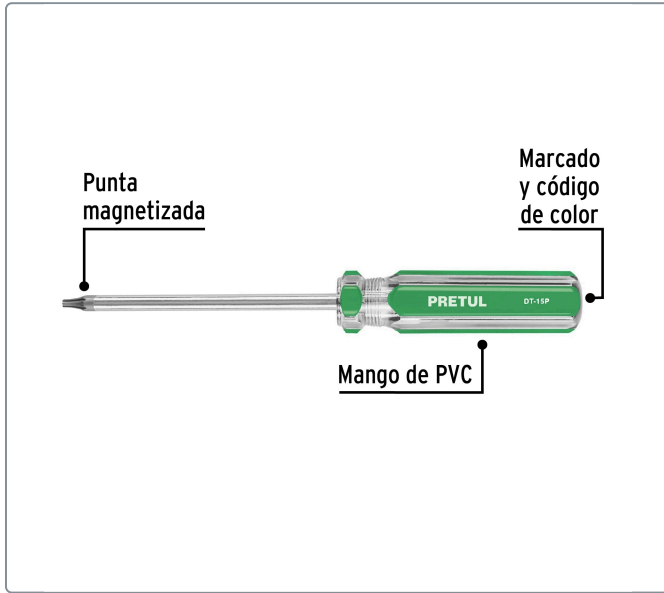 Punta
magnetizada
Marcado
y código
de color
PRETUL DT-15P
Mango de PVC